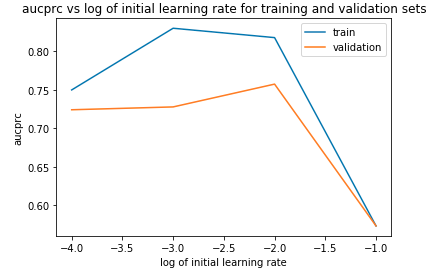 aucprc vs log of initial learning rate for training and validation sets
train
validation
aucprc
0.80
0.75
0.70
0.65
0.60
−4.0 −3.5 −3.0 −2.5 −2.0 −1.5 −1.0
log of initial learning rate